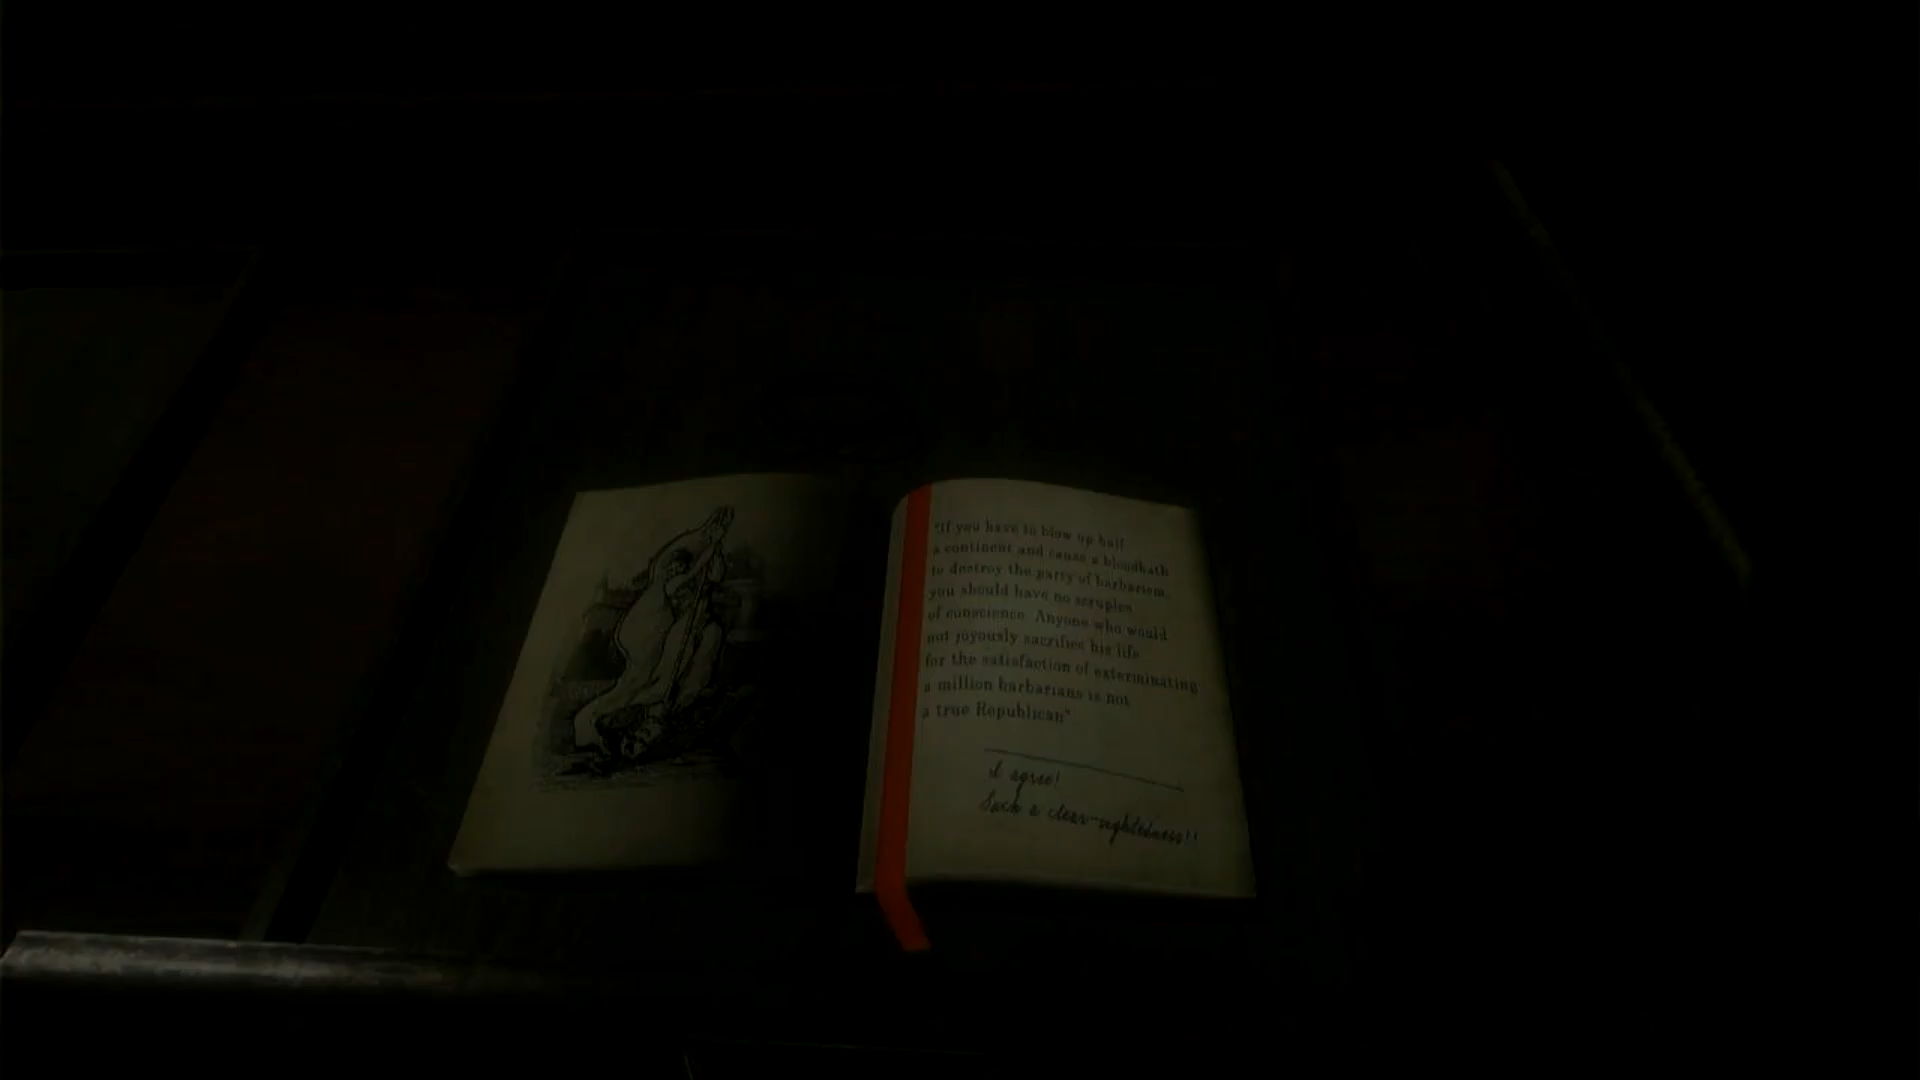 "If you have to blow up half
a continent and cause a bloodbath
to destroy the party of barbarism,
you should have no scruples
of conscience. Anyone who would
not joyously sacrifice his life
for the satisfaction of exterminating
a million barbarians is not
a true Republican"
I agree!
Such a clear-sightedness!!